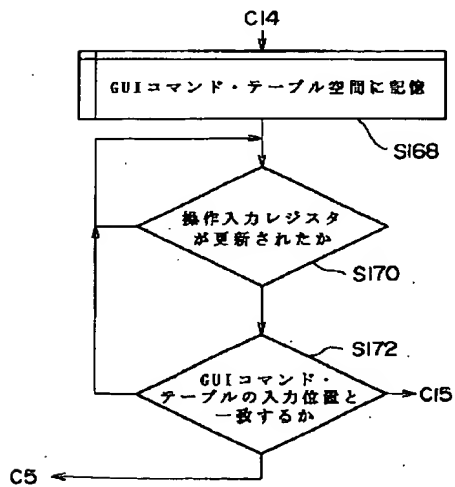 C14
GUIコマンド・テーブル空間に記憶
S168
操作入力レジスタ
が更新されたか
S170
S172
GUIコマンド・
テーブルの入力位置と
一致するか
C15
C5